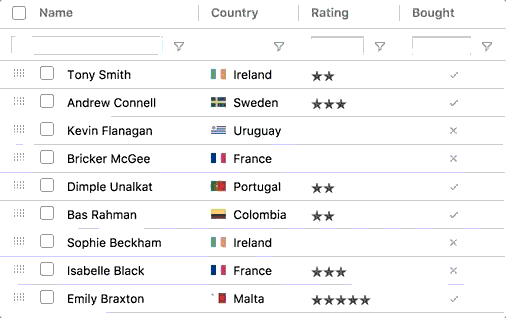 Name Country Rating Bought
Tony Smith Ireland ★★ ✓
Andrew Connell Sweden ★★★ ✓
Kevin Flanagan Uruguay ✗
Bricker McGee France ✗
Dimple Unalkat Portugal ★★ ✓
Bas Rahman Colombia ★★ ✓
Sophie Beckham Ireland ✗
Isabelle Black France ★★★ ✗
Emily Braxton Malta ★★★★★ ✓